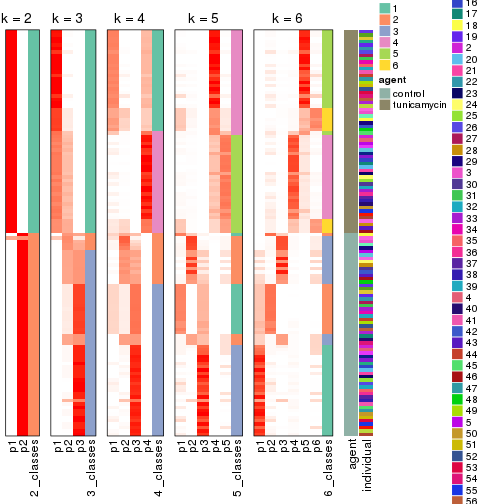 k = 2
k = 3
k = 4
k = 5
k = 6
1
2
3
4
5
6
agent
control
tunicamycin
16
17
18
19
2
20
21
22
23
24
25
26
27
28
29
3
30
31
32
33
34
35
36
37
38
39
4
40
41
42
43
44
45
46
47
48
49
5
50
51
52
53
54
55
56
p1
p2
2_classes
p1
p2
p3
3_classes
p1
p2
p3
p4
4_classes
p1
p2
p3
p4
p5
5_classes
p1
p2
p3
p4
p5
p6
6_classes
agent
individual